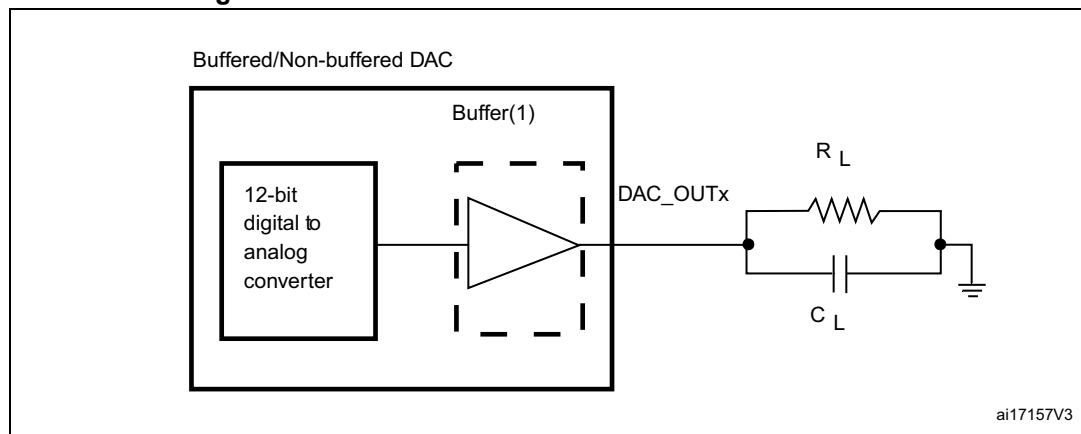 Buffered/Non-buffered DAC
Buffer(1)
12-bit
digital to
analog
converter
DAC_OUTx
R L
C L
ai17157V3